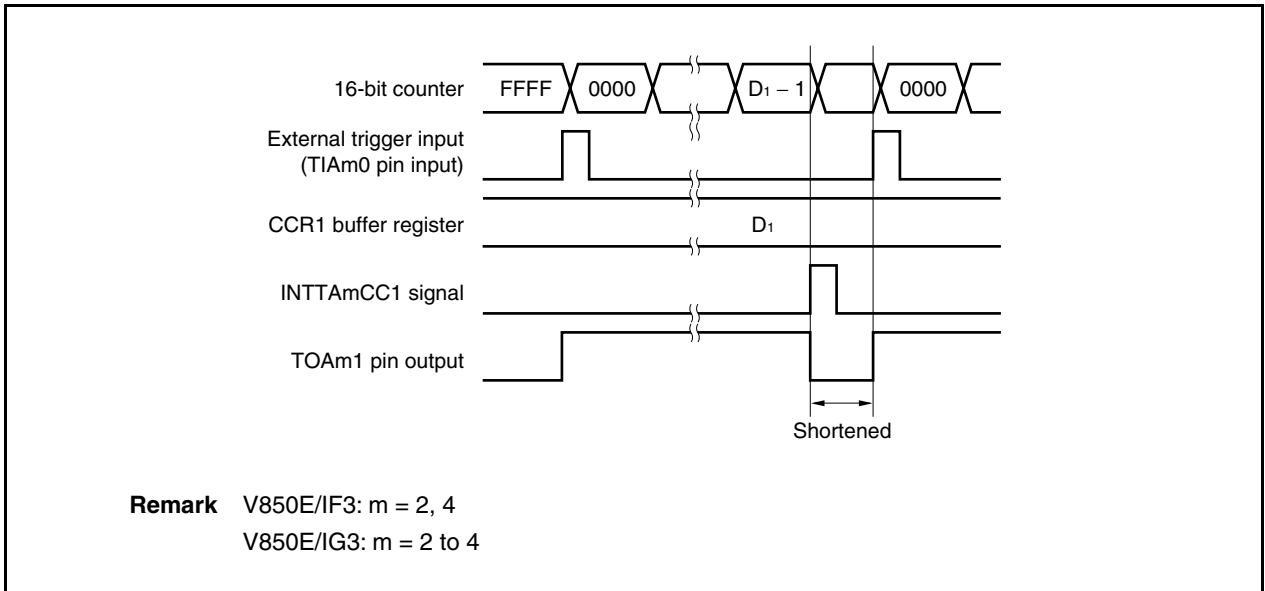 16-bit counter FFFF 0000 D₁ – 1 0000
External trigger input
(TIAm0 pin input)
CCR1 buffer register D₁
INTTAmCC1 signal
TOAm1 pin output
Shortened
Remark V850E/IF3: m = 2, 4
V850E/IG3: m = 2 to 4